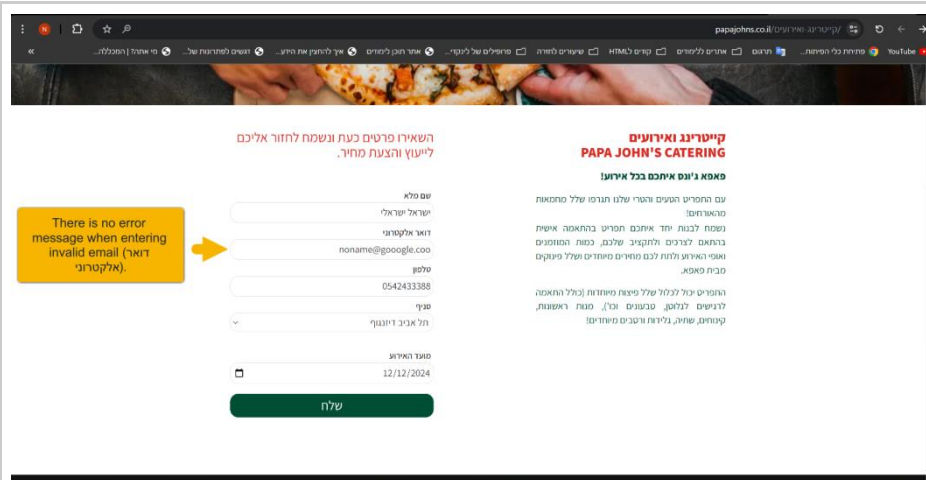 papajohns.co.il/קייטרינג-ואירועים/
YouTube
פתיחת כלי הפיתוח...
תרגום
אתרים ללימודים
קודים לHTML
שיעורים לחזרה
פרופילים של לינקדי...
אתר תוכן לימודים
איך להחצין את הידע...
דגשים לפתרונות של...
מי אתה? | המכללה...
»
קייטרינג ואירועים
PAPA JOHN'S CATERING
פאפא ג'ונס איתכם בכל אירוע!
עם התפריט הטעים והטרי שלנו תגרפו שלל מחמאות
מהאורחים!
נשמח לבנות יחד איתכם תפריט בהתאמה אישית
בהתאם לצרכים ולתקציב שלכם, כמות המוזמנים
ואופי האירוע ולתת לכם מחירים מיוחדים ושלל פינוקים
מבית פאפא.
התפריט יכול לכלול שלל פיצות מיוחדות (כולל התאמה
לרגישים לגלוטן, טבעונים וכו'), מנות ראשונות,
קינוחים, שתיה, גלידות ורטבים מיוחדים!
השאירו פרטים כעת ונשמח לחזור אליכם
לייעוץ והצעת מחיר.
שם מלא
ישראל ישראלי
דואר אלקטרוני
noname@gooogle.coo
טלפון
0542433388
סניף
תל אביב דיזנגוף
מועד האירוע
12/12/2024
שלח
There is no error
message when entering
invalid email (דואר
אלקטרוני).